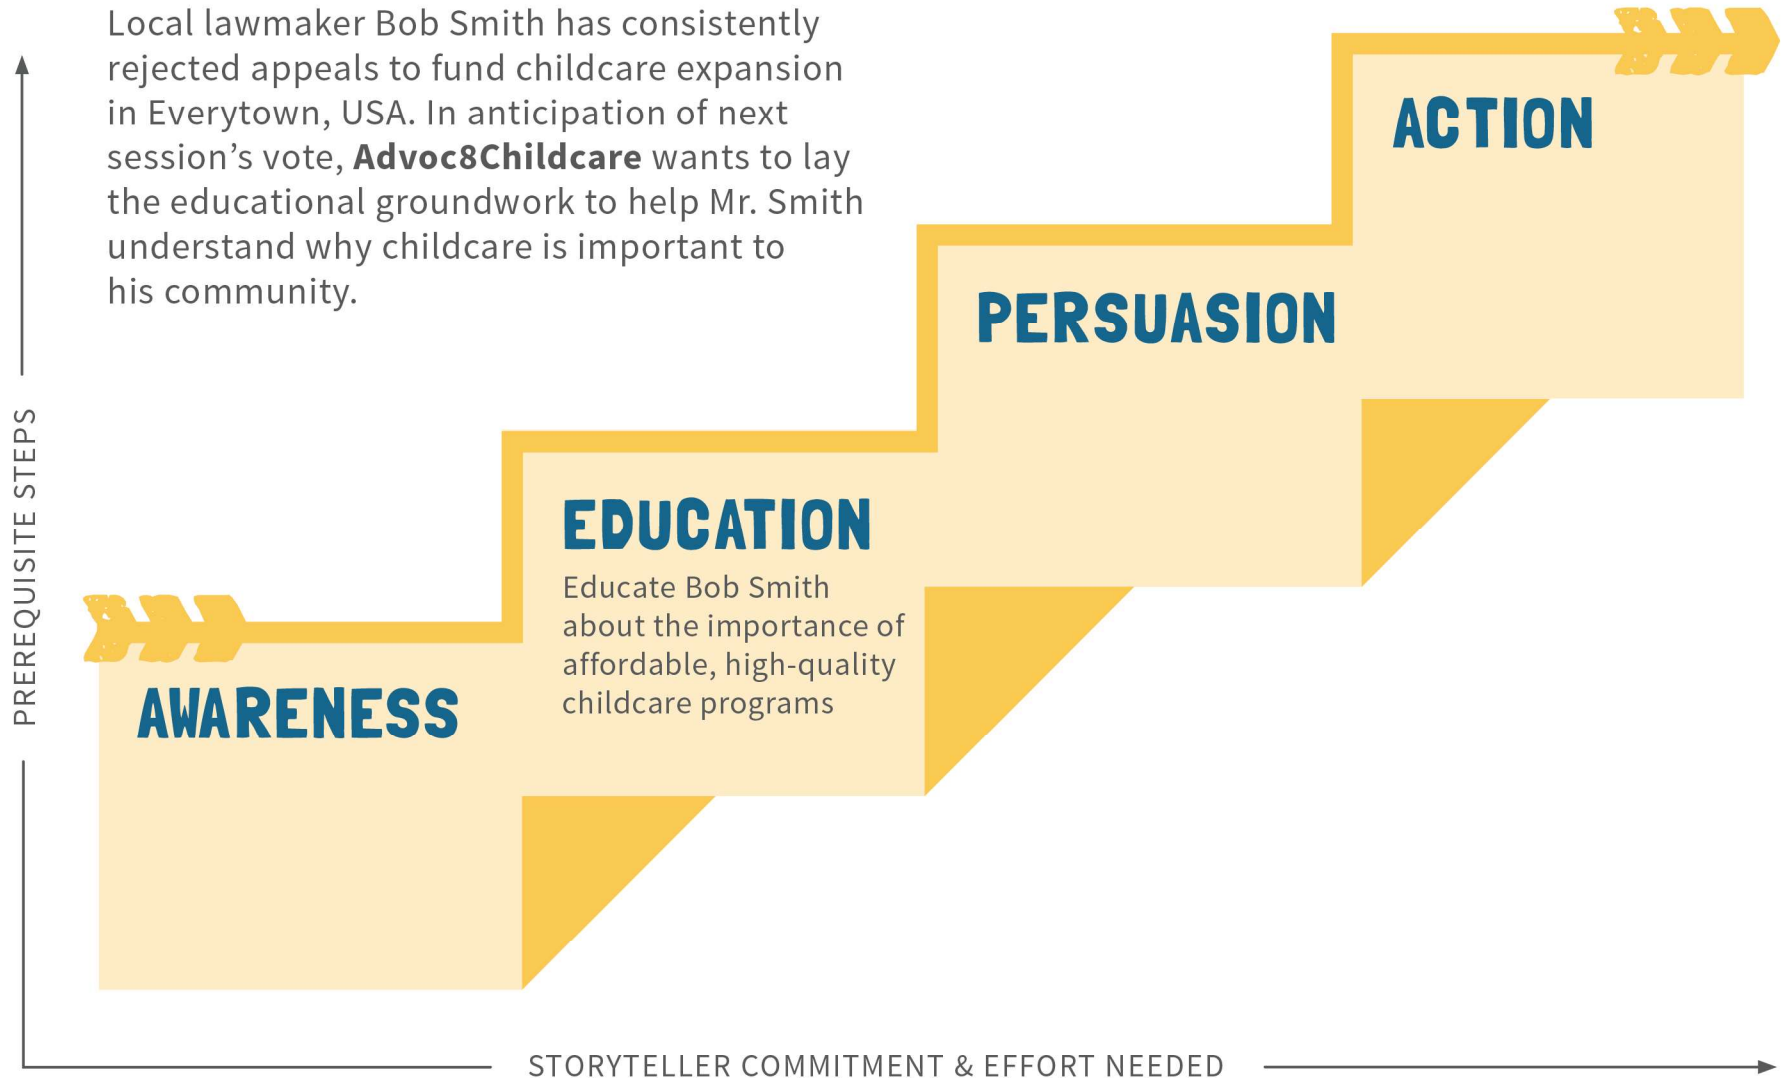 Local lawmaker Bob Smith has consistently
rejected appeals to fund childcare expansion
in Everytown, USA. In anticipation of next
session’s vote, Advoc8Childcare wants to lay
the educational groundwork to help Mr. Smith
understand why childcare is important to
his community.
ACTION
PERSUASION
EDUCATION
Educate Bob Smith
about the importance of
affordable, high-quality
childcare programs
AWARENESS
PREREQUISITE STEPS
STORYTELLER COMMITMENT & EFFORT NEEDED